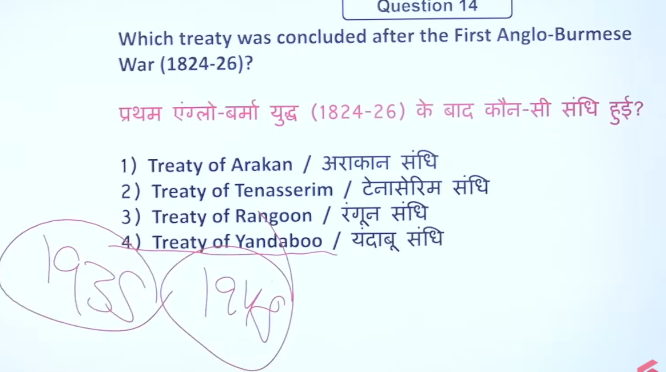 Question 14
Which treaty was concluded after the First Anglo-Burmese
War (1824-26)?
प्रथम एंग्लो-बर्मा युद्ध (1824-26) के बाद कौन-सी संधि हुई?
1) Treaty of Arakan / अराकान संधि
2) Treaty of Tenasserim / टेनासेरिम संधि
3) Treaty of Rangoon / रंगून संधि
4) Treaty of Yandaboo / यंदाबू संधि
1935